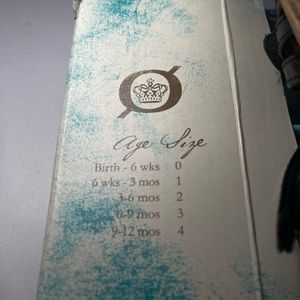 Age Size
Birth - 6 wks 0
6 wks - 3 mos 1
3-6 mos 2
6-9 mos 3
9-12 mos 4